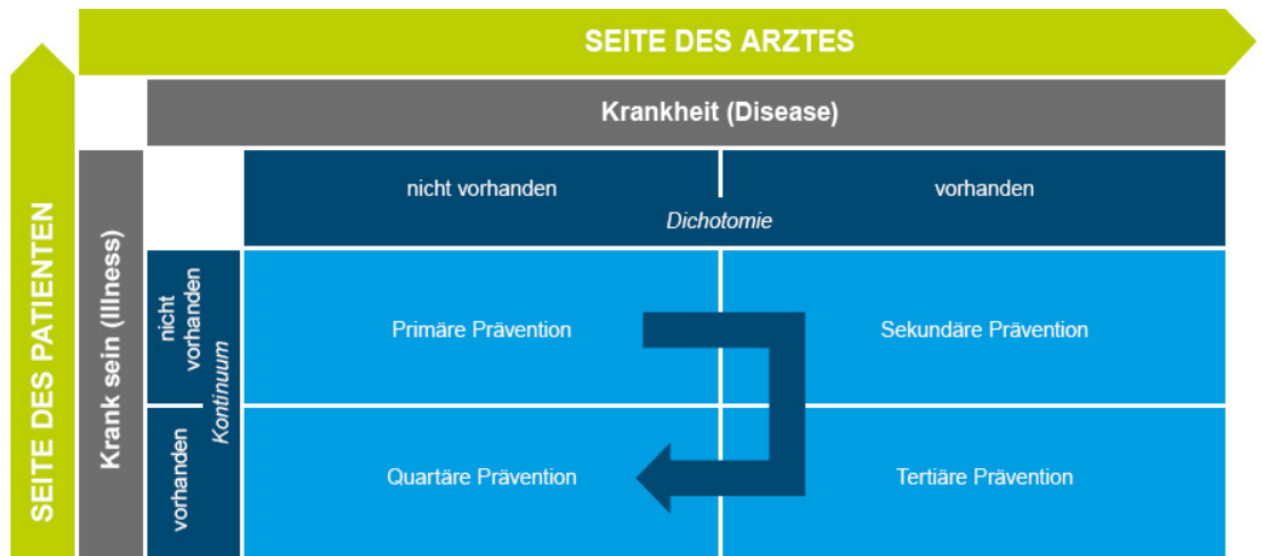 SEITE DES ARZTES
Krankheit (Disease)
nicht vorhanden
vorhanden
Dichotomie
SEITE DES PATIENTEN
Krank sein (Illness)
nicht
vorhanden
Kontinuum
vorhanden
Primäre Prävention
Sekundäre Prävention
Quartäre Prävention
Tertiäre Prävention